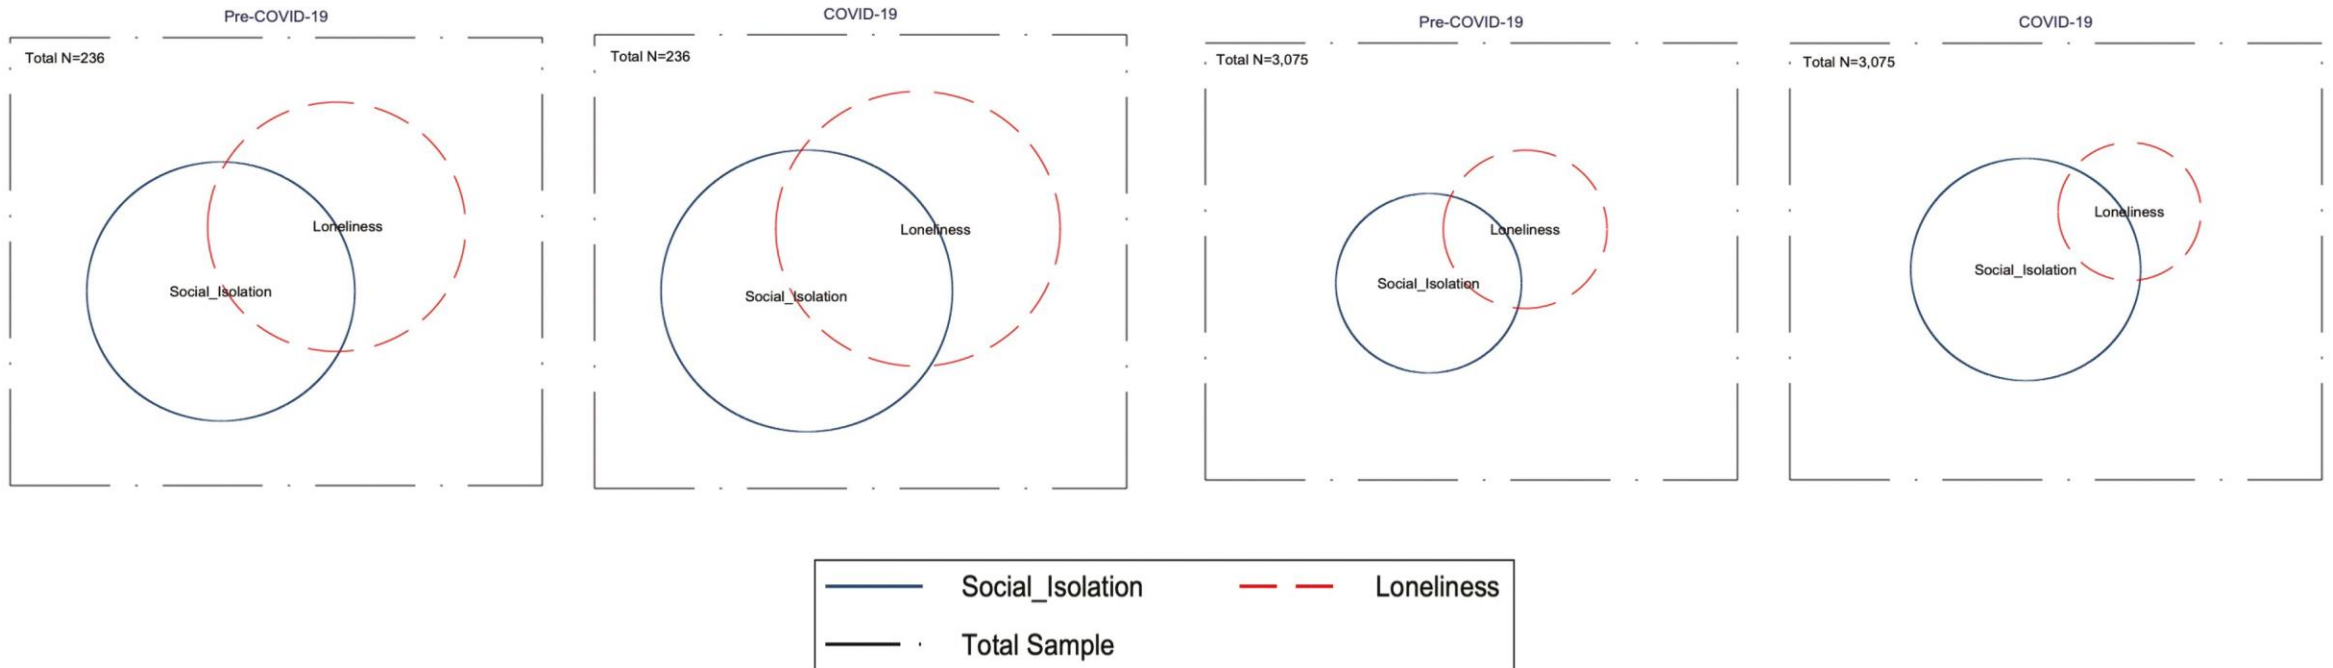 Pre-COVID-19
COVID-19
Pre-COVID-19
COVID-19
Total N=236
Total N=236
Total N=3,075
Total N=3,075
Loneliness
Social_Isolation
Loneliness
Social_Isolation
Loneliness
Social_Isolation
Loneliness
Social_Isolation
Social_Isolation
Loneliness
Total Sample